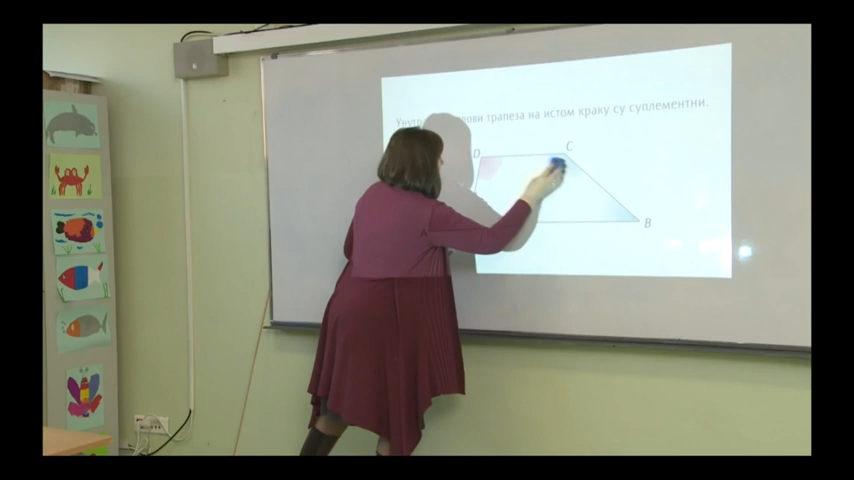 трапеза на истом краку су суплементни.
D C
B